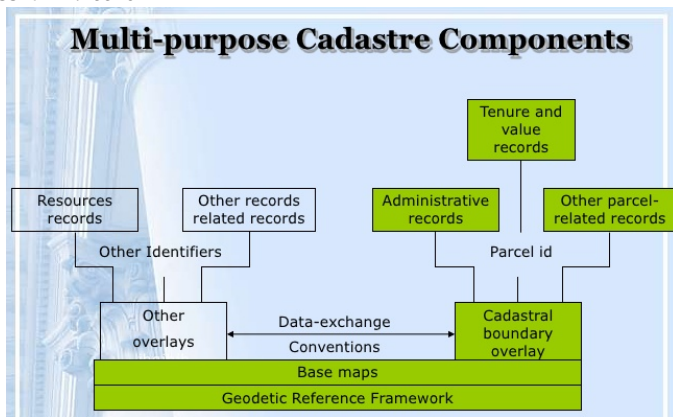 Multi-purpose Cadastre Components
Tenure and
value
records
Resources
records
Other records
related records
Administrative
records
Other parcel-
related records
Other Identifiers
Parcel id
Other
overlays
Data-exchange
Conventions
Cadastral
boundary
overlay
Base maps
Geodetic Reference Framework